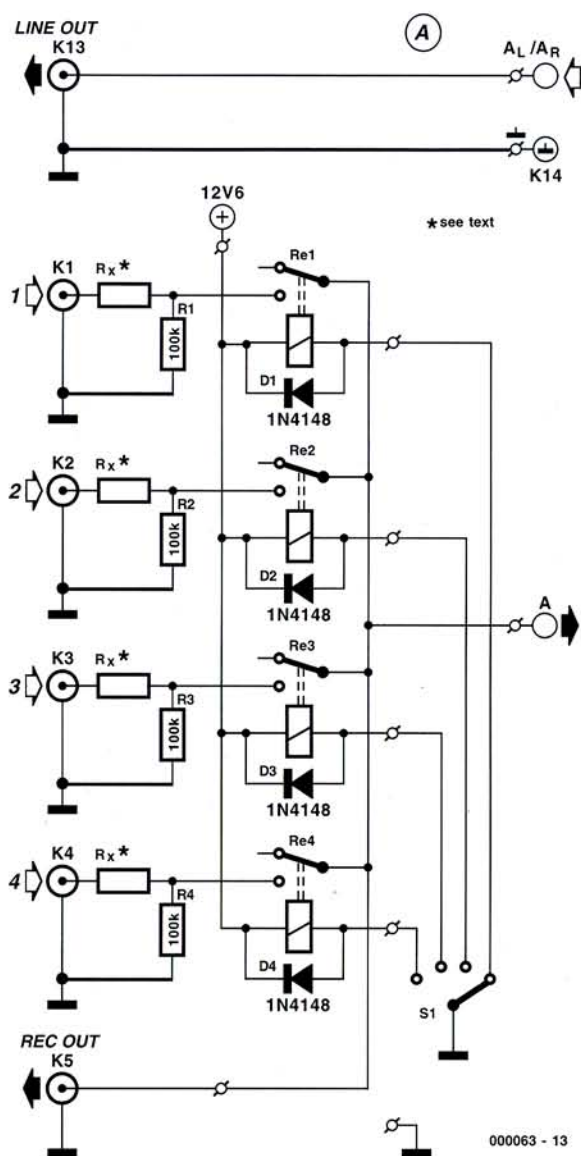 LINE OUT
K13
A
AL /AR
K14
12V6
*see text
1
K1
Rx*
R1
100k
Re1
D1
1N4148
2
K2
Rx*
R2
100k
Re2
D2
1N4148
A
3
K3
Rx*
R3
100k
Re3
D3
1N4148
4
K4
Rx*
R4
100k
Re4
D4
1N4148
S1
REC OUT
K5
000063 - 13